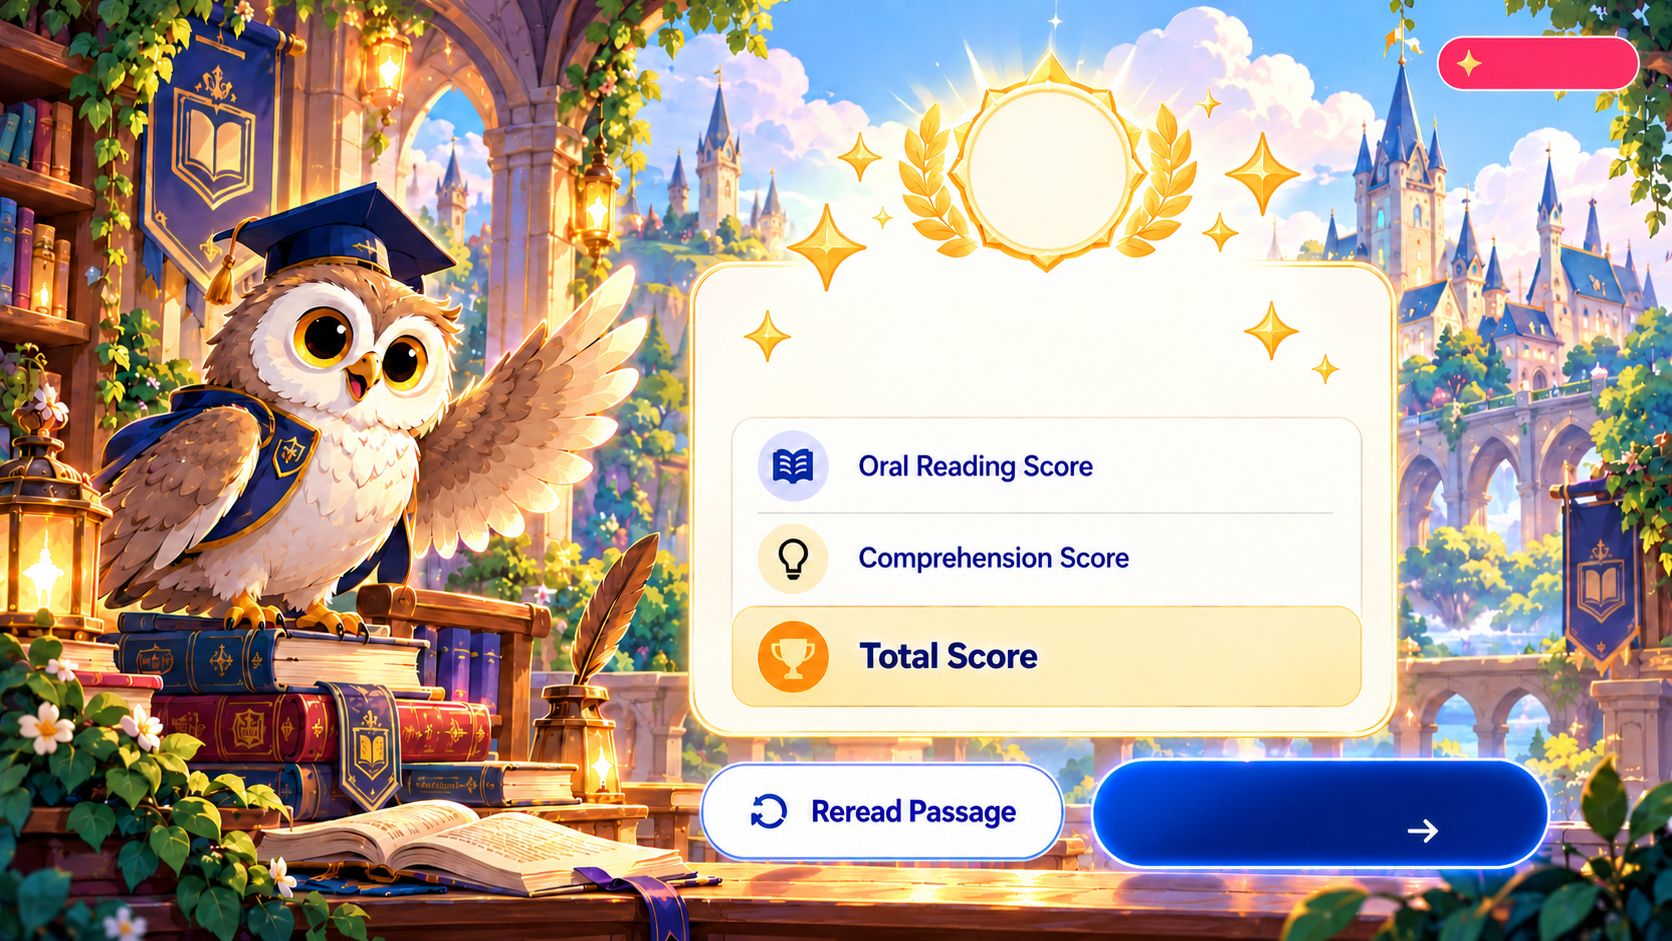 Oral Reading Score
Comprehension Score
Total Score
Reread Passage